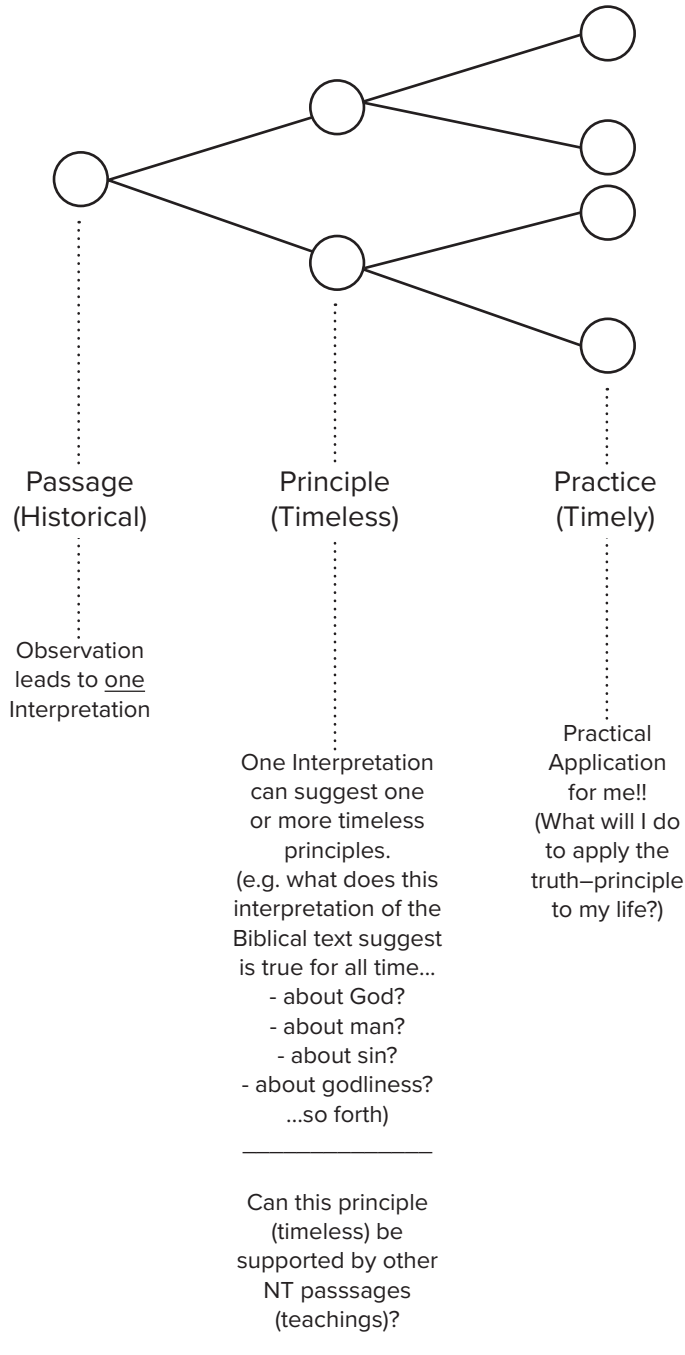 Passage
(Historical)
Observation
leads to one
Interpretation
Principle
(Timeless)
One Interpretation
can suggest one
or more timeless
principles.
(e.g. what does this
interpretation of the
Biblical text suggest
is true for all time...
- about God?
- about man?
- about sin?
- about godliness?
...so forth)
Can this principle
(timeless) be
supported by other
NT passsages
(teachings)?
Practice
(Timely)
Practical
Application
for me!!
(What will I do
to apply the
truth–principle
to my life?)